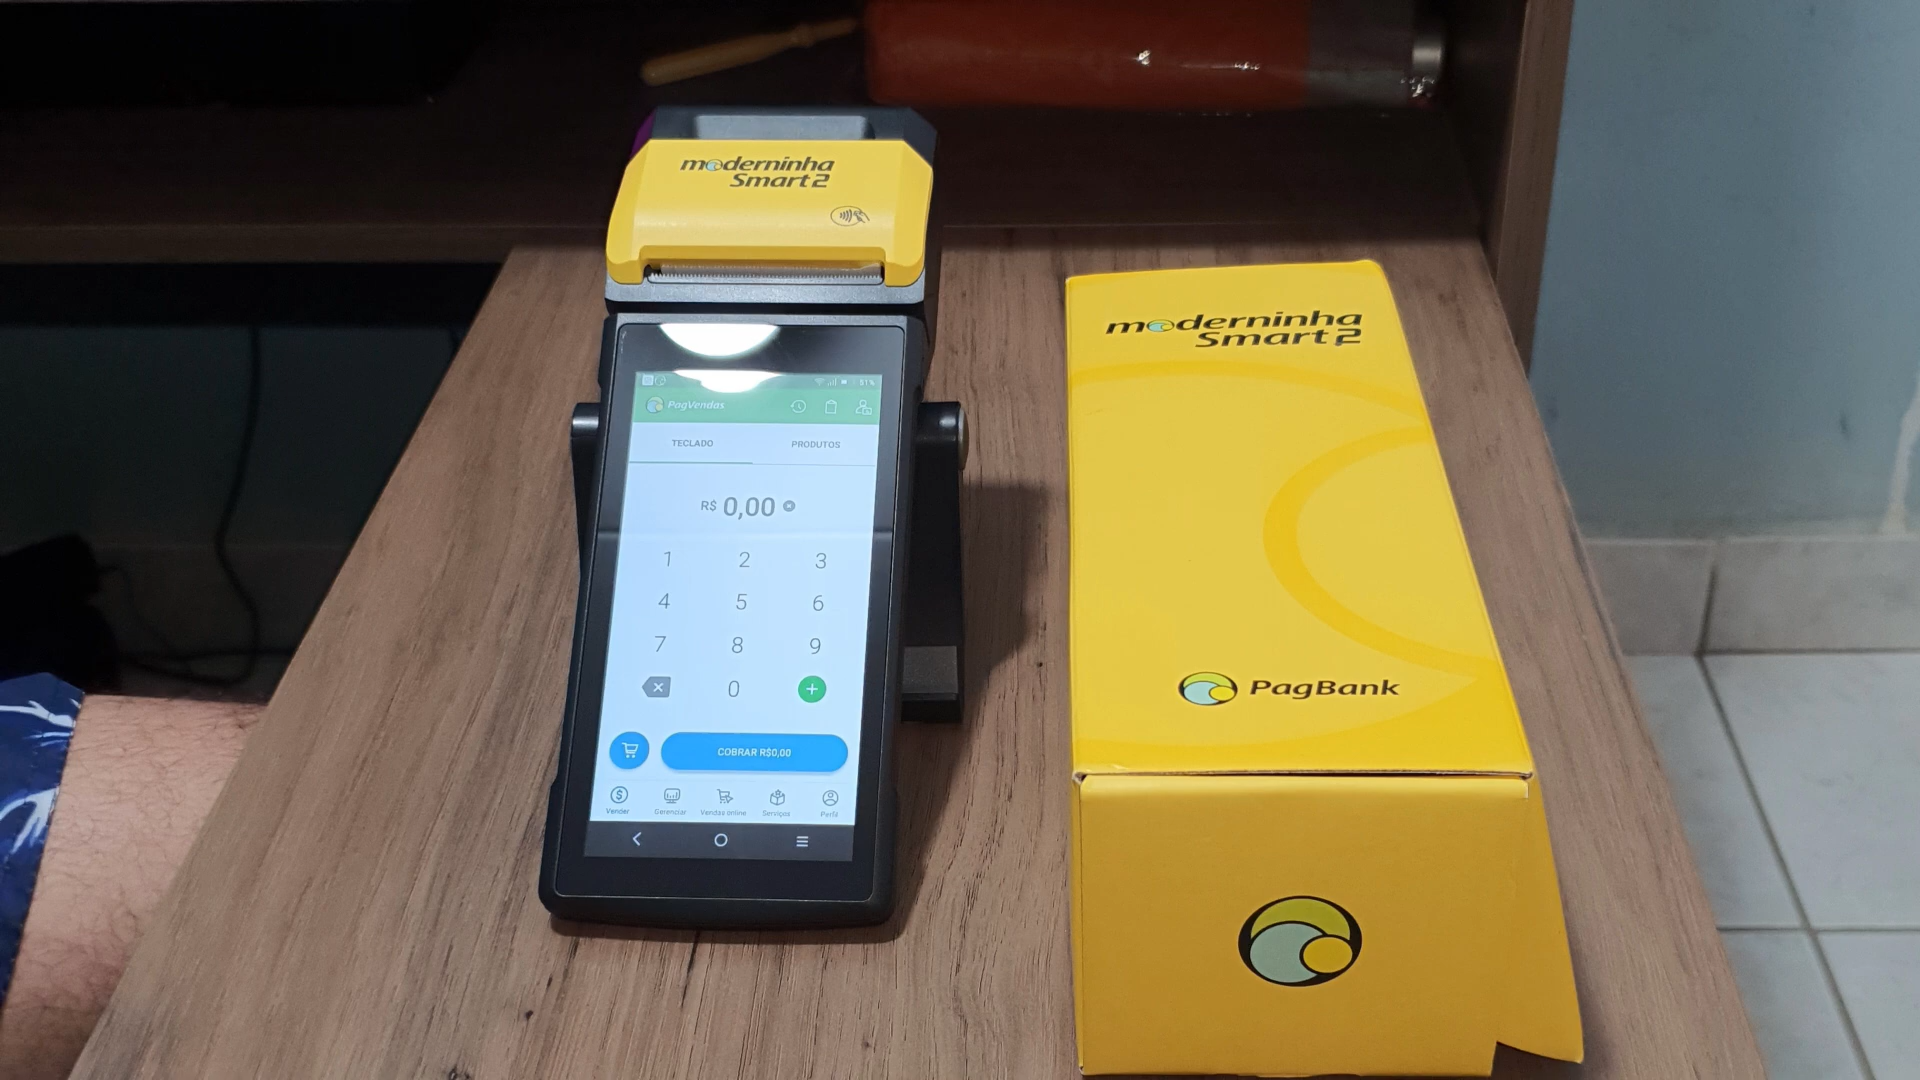 moderninha
Smart2
51%
PagVendas
TECLADO
PRODUTOS
R$ 0,00
1 2 3
4 5 6
7 8 9
0
COBRAR R$0,00
Vender Gerenciar Vendas online Serviços Perfil
moderninha
Smart2
PagBank